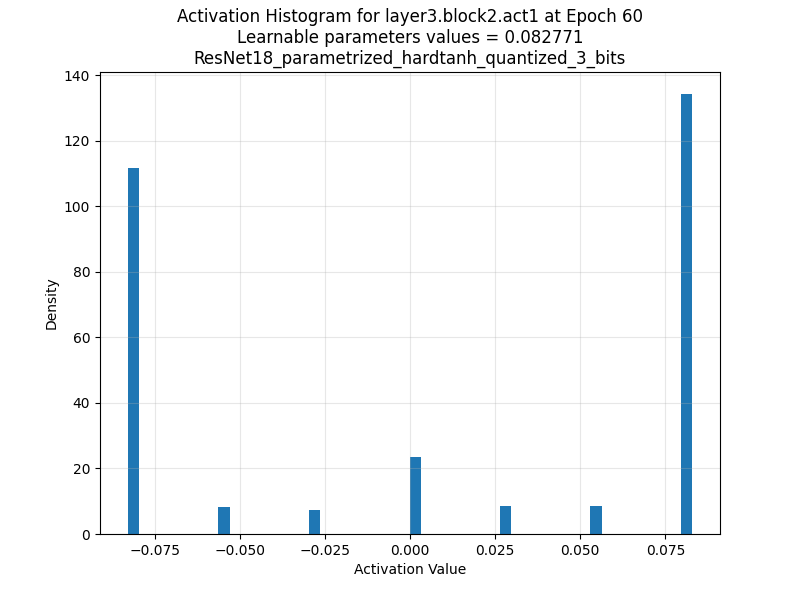 Activation Histogram for layer3.block2.act1 at Epoch 60
Learnable parameters values = 0.082771
ResNet18_parametrized_hardtanh_quantized_3_bits
140
120
100
80
60
40
20
0
Density
−0.075 −0.050 −0.025 0.000 0.025 0.050 0.075
Activation Value